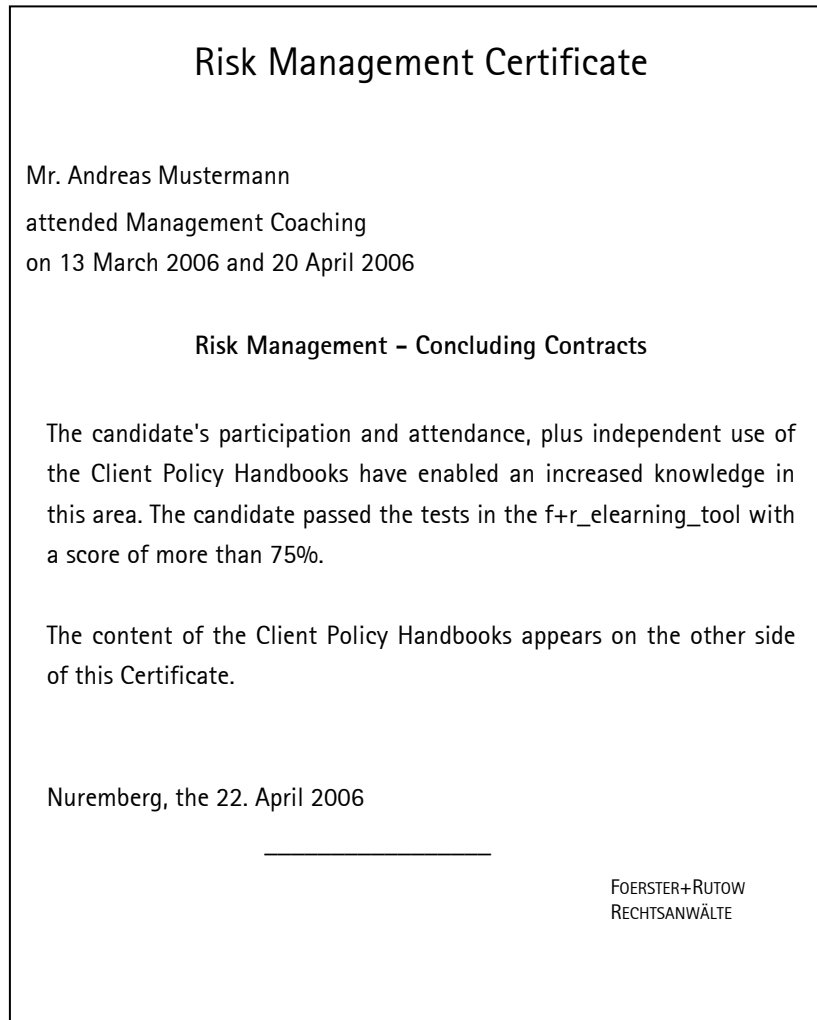 Risk Management Certificate
Mr. Andreas Mustermann
attended Management Coaching
on 13 March 2006 and 20 April 2006
Risk Management - Concluding Contracts
The candidate's participation and attendance, plus independent use of
the Client Policy Handbooks have enabled an increased knowledge in
this area. The candidate passed the tests in the f+r_elearning_tool with
a score of more than 75%.
The content of the Client Policy Handbooks appears on the other side
of this Certificate.
Nuremberg, the 22. April 2006
_________________
FOERSTER+RUTOW
RECHTSANWÄLTE